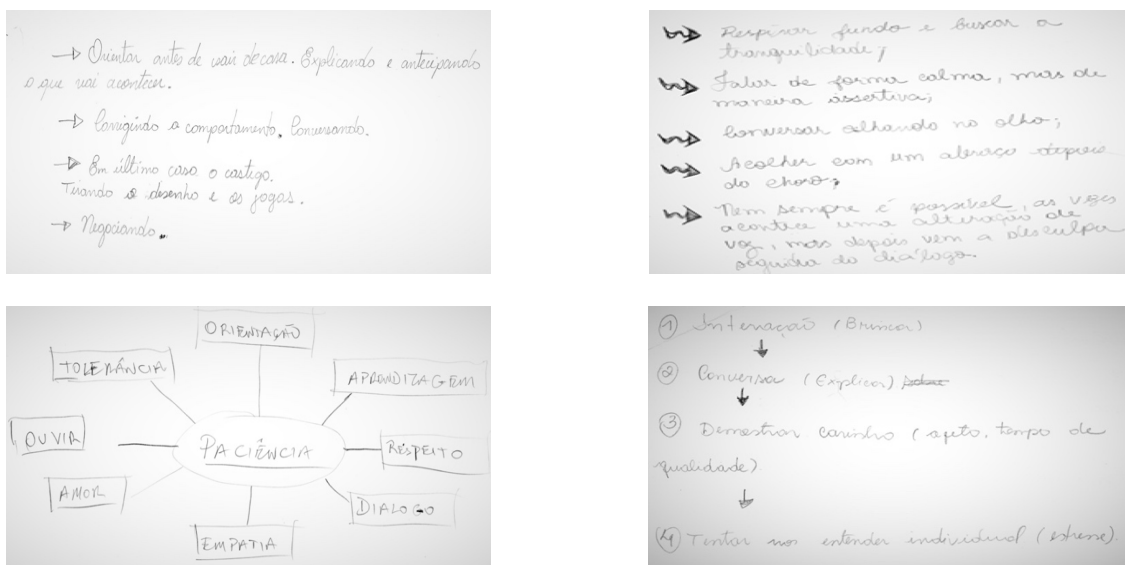 → Orientar antes de sair de casa. Explicando e antecipando
o que vai acontecer.
→ Corrigindo o comportamento. Conversando.
→ Em último caso o castigo.
Tirando o desenho e os jogos.
→ Negociando.
Respirar fundo e buscar a
tranquilidade;
Falar de forma calma, mas de
maneira assertiva;
Conversar olhando no olho;
Acolher com um abraço depois
do choro;
Nem sempre é possível, as vezes
acontece uma alteração de
voz, mas depois vem a desculpa
seguida do diálogo.
ORIENTAÇÃO
TOLERÂNCIA
APRENDIZAGEM
OUVIR
PACIÊNCIA
RESPEITO
AMOR
DIALOGO
EMPATIA
① Interação (Brincar)
② Conversa (Explicar)
③ Demostrar carinho (afeto, tempo de
qualidade).
④ Tentar nos entender individual (estresse).